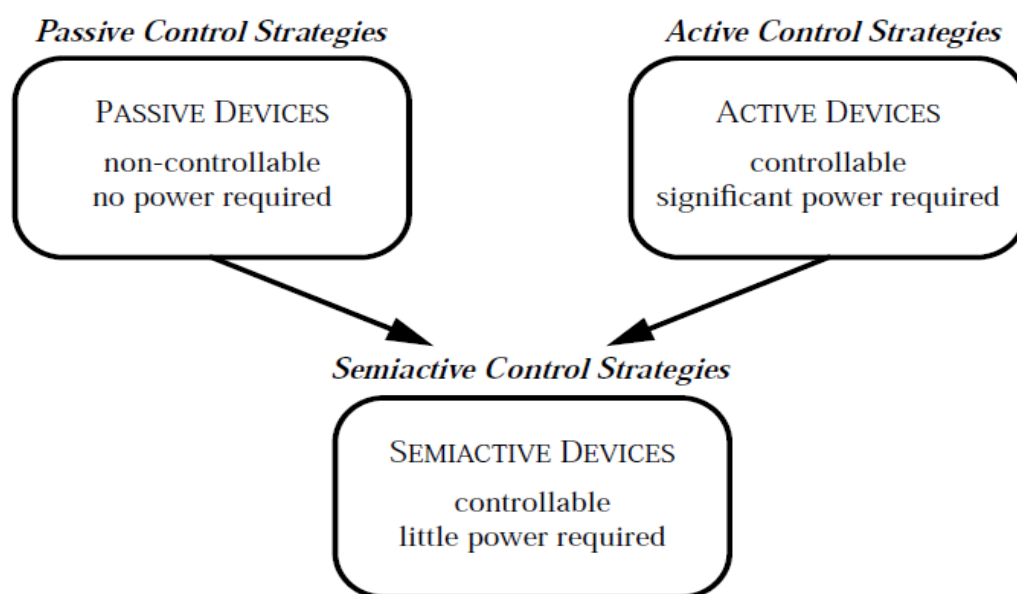 Passive Control Strategies
PASSIVE DEVICES
non-controllable
no power required
Active Control Strategies
ACTIVE DEVICES
controllable
significant power required
Semiactive Control Strategies
SEMIACTIVE DEVICES
controllable
little power required